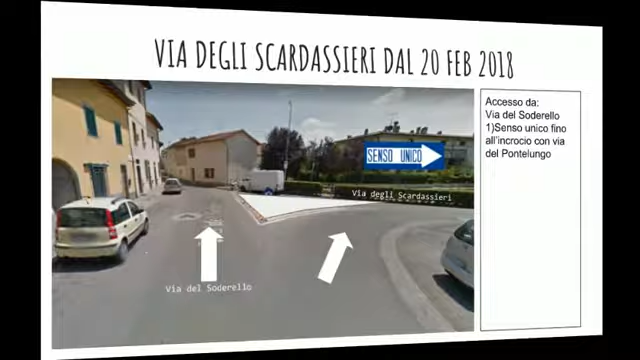 VIA DEGLI SCARDASSIERI DAL 20 FEB 2018
Accesso da:
Via del Soderello
1)Senso unico fino
all'incrocio con via
del Pontelungo
SENSO UNICO
Via degli Scardassieri
Via del Soderello